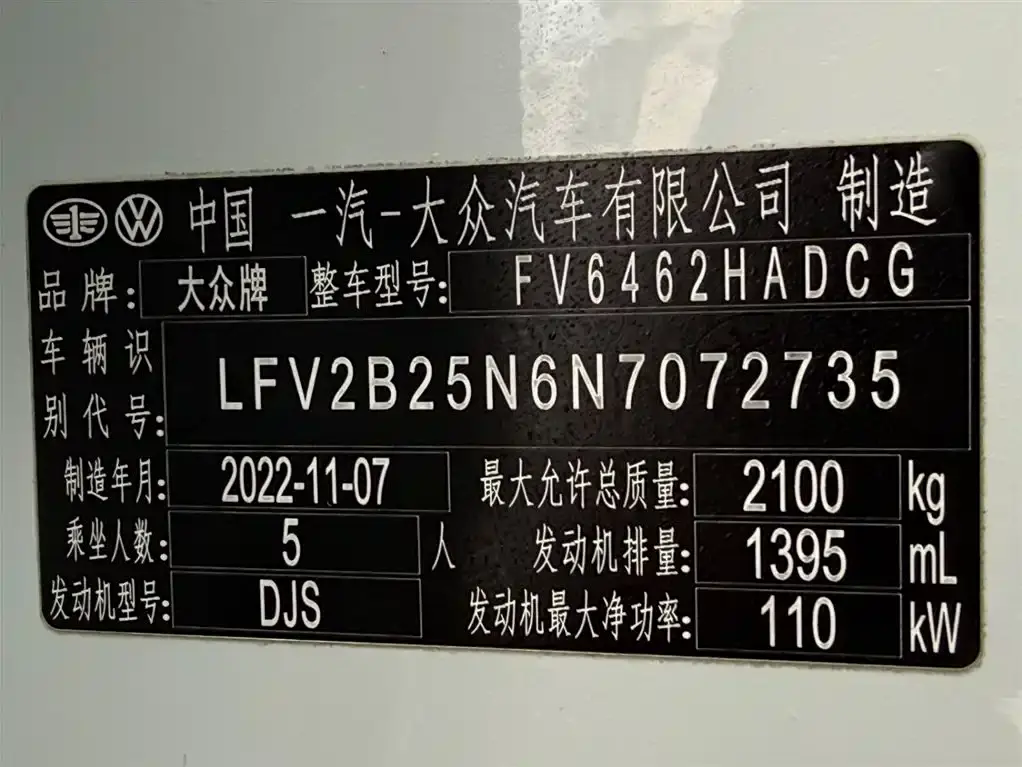 中国 一汽-大众汽车有限公司 制造
品牌: 大众牌 整车型号: FV6462HADCG
车辆识
别代号: LFV2B25N6N7072735
制造年月: 2022-11-07 最大允许总质量: 2100 kg
乘坐人数: 5 人 发动机排量: 1395 mL
发动机型号: DJS 发动机最大净功率: 110 kW